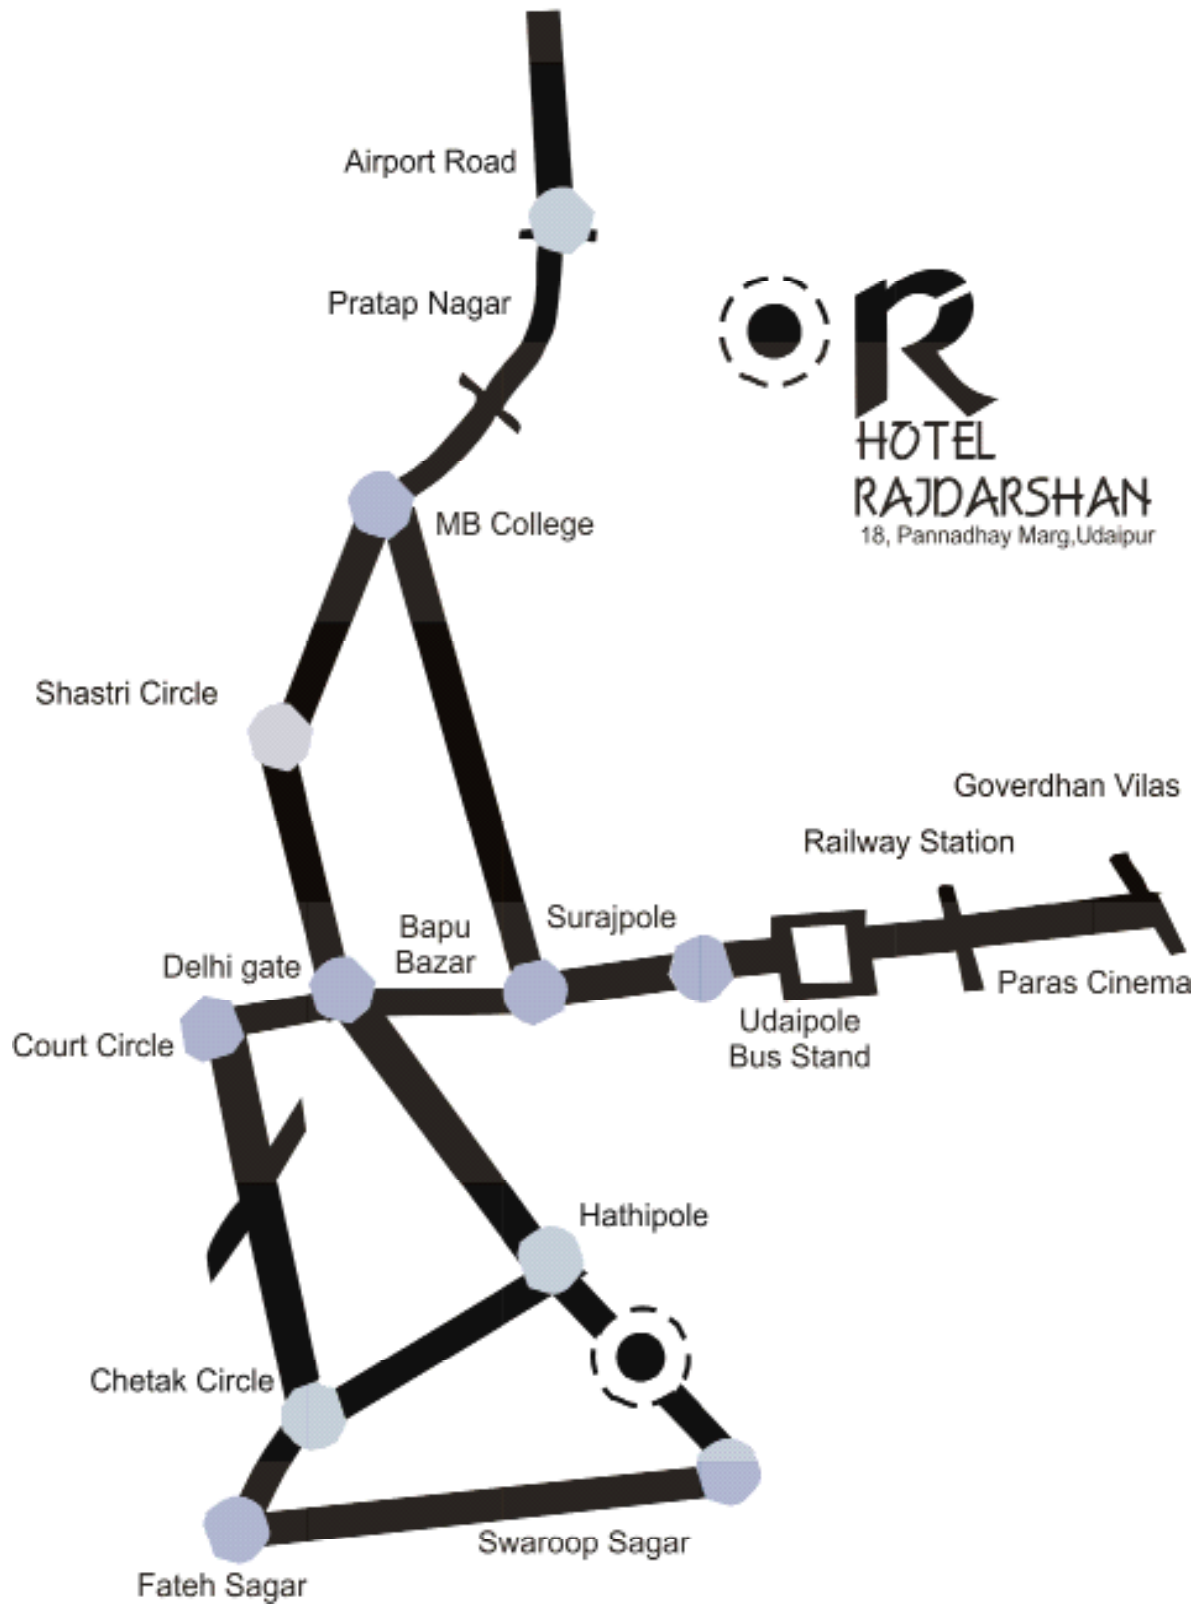 Airport Road
Pratap Nagar
HOTEL
RAJDARSHAN
18, Pannadhay Marg,Udaipur
MB College
Shastri Circle
Goverdhan Vilas
Railway Station
Bapu
Bazar
Surajpole
Delhi gate
Paras Cinema
Court Circle
Udaipole
Bus Stand
Hathipole
Chetak Circle
Swaroop Sagar
Fateh Sagar